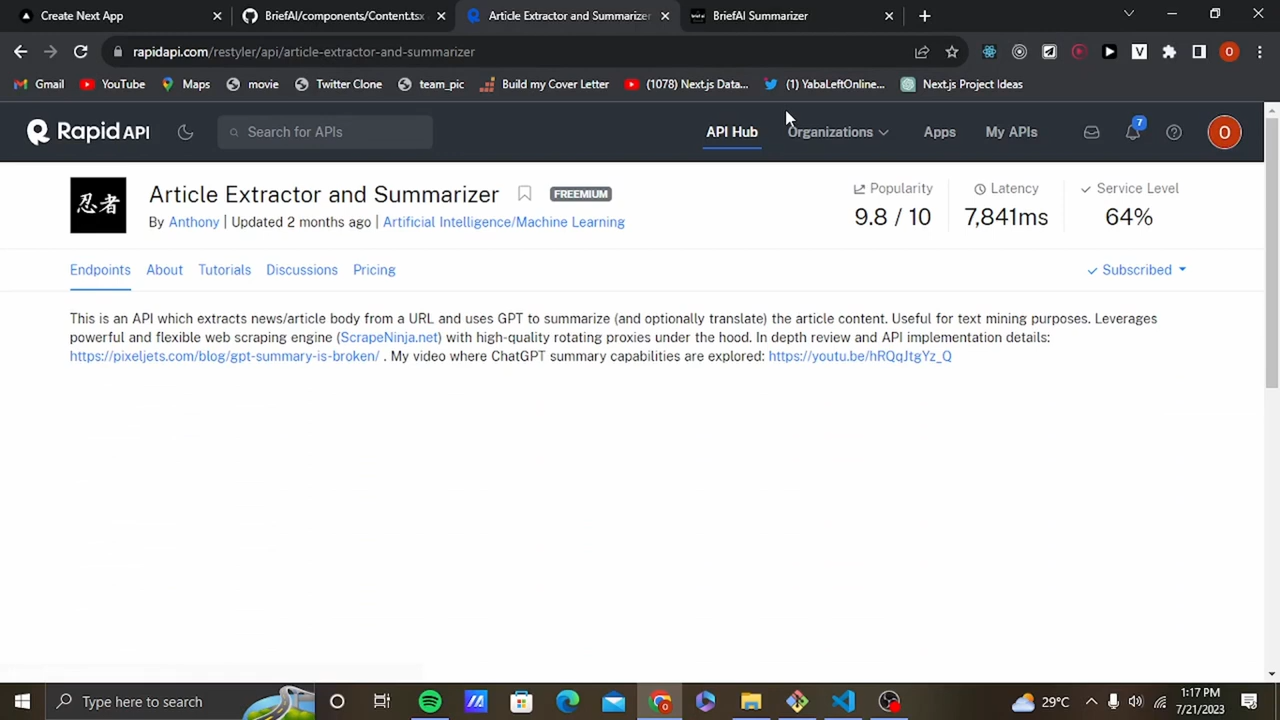 Create Next App
BriefAI/components/Content.tsx
Article Extractor and Summarizer
BriefAI Summarizer
rapidapi.com/restyler/api/article-extractor-and-summarizer
Gmail
YouTube
Maps
movie
Twitter Clone
team_pic
Build my Cover Letter
(1078) Next.js Data...
(1) YabaLeftOnline...
Next.js Project Ideas
Rapid API
Search for APIs
API Hub
Organizations
Apps
My APIs
7
O
忍者
Article Extractor and Summarizer
FREEMIUM
By Anthony | Updated 2 months ago | Artificial Intelligence/Machine Learning
Popularity
9.8 / 10
Latency
7,841ms
Service Level
64%
Endpoints
About
Tutorials
Discussions
Pricing
Subscribed
This is an API which extracts news/article body from a URL and uses GPT to summarize (and optionally translate) the article content. Useful for text mining purposes. Leverages
powerful and flexible web scraping engine (ScrapeNinja.net) with high-quality rotating proxies under the hood. In depth review and API implementation details:
https://pixeljets.com/blog/gpt-summary-is-broken/ . My video where ChatGPT summary capabilities are explored: https://youtu.be/hRQqJtgYz_Q
Type here to search
29°C
1:17 PM
7/21/2023